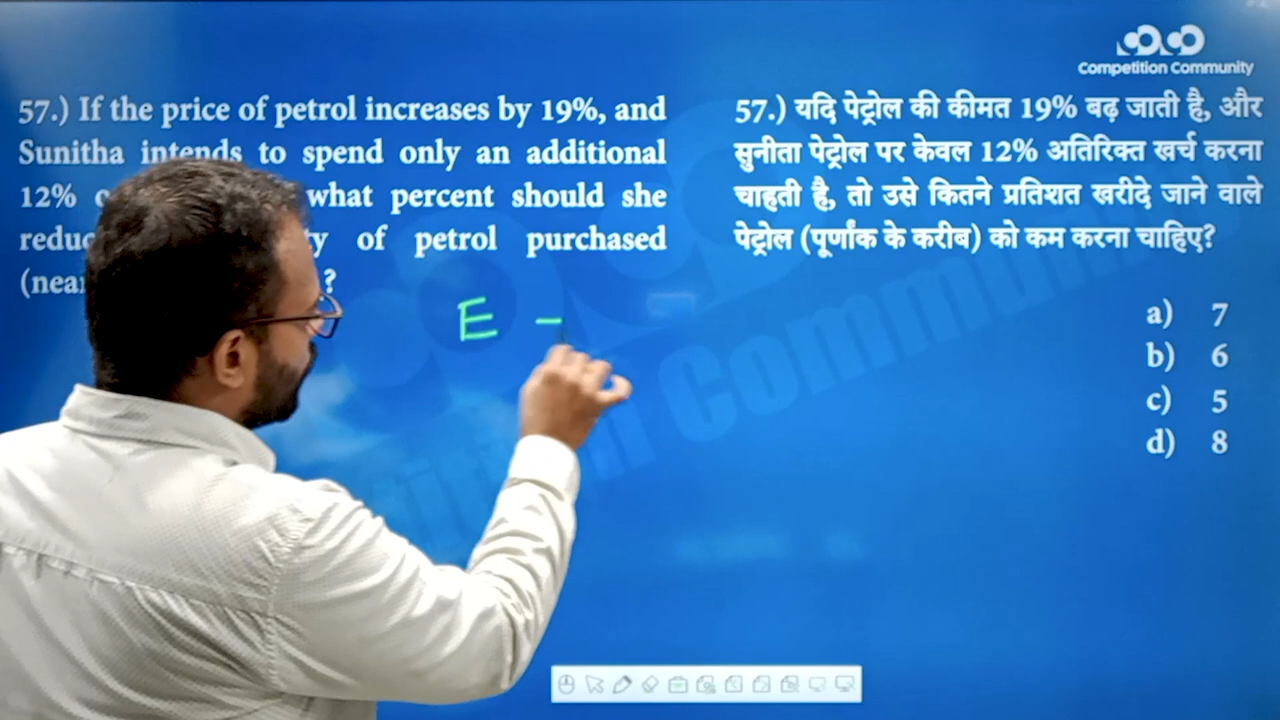 Competition Community
57.) If the price of petrol increases by 19%, and
Sunitha intends to spend only an additional
12% what percent should she
of petrol purchased
?
57.) यदि पेट्रोल की कीमत 19% बढ़ जाती है, और
सुनीता पेट्रोल पर केवल 12% अतिरिक्त खर्च करना
चाहती है, तो उसे कितने प्रतिशत खरीदे जाने वाले
पेट्रोल (पूर्णांक के करीब) को कम करना चाहिए?
E -
a) 7
b) 6
c) 5
d) 8